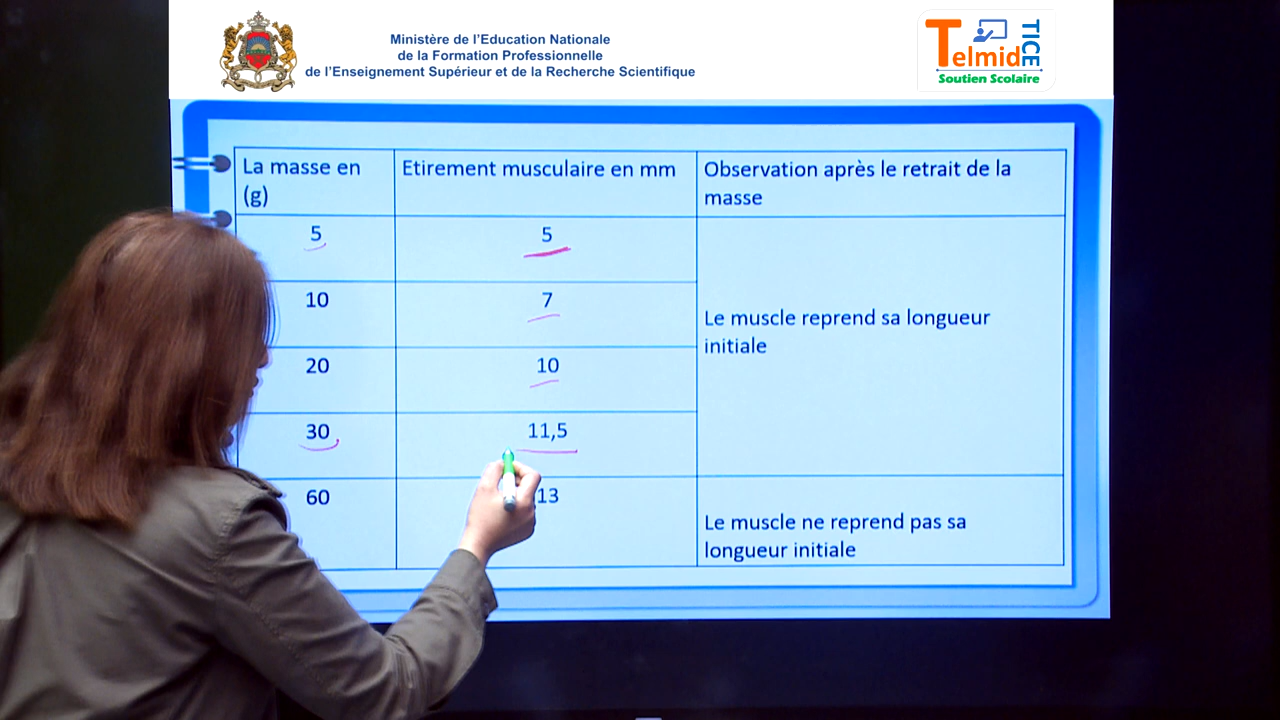 Ministère de l'Education Nationale
de la Formation Professionnelle
de l'Enseignement Supérieur et de la Recherche Scientifique
Telmid TICE
Soutien Scolaire
La masse en
(g)
Etirement musculaire en mm
Observation après le retrait de la
masse
5
5
10
7
20
10
30
11,5
Le muscle reprend sa longueur
initiale
60
13
Le muscle ne reprend pas sa
longueur initiale